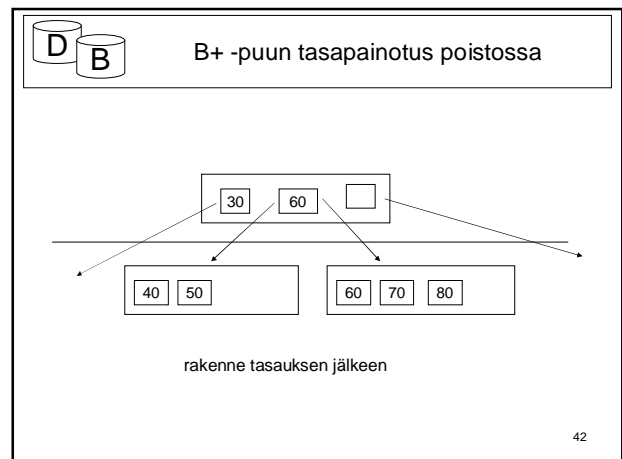 D
B
B+ -puun tasapainotus poistossa
30 60
40 50 60 70 80
rakenne tasauksen jälkeen
42